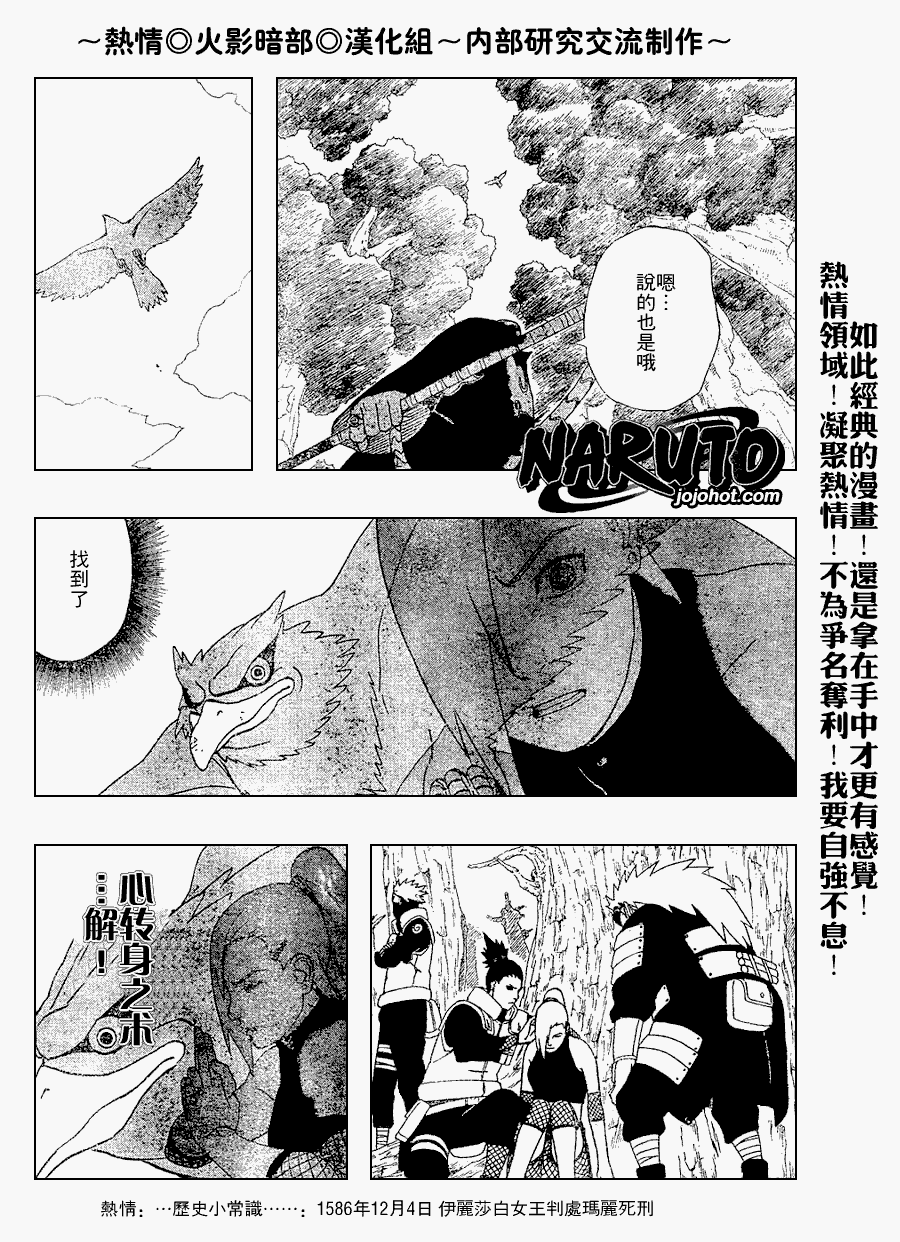 ～熱情◎火影暗部◎漢化組～内部研究交流制作～
嗯…
說的也是哦
NARUTO
jojohot.com
如此經典的漫畫！還是拿在手中才更有感覺！
熱情領域！凝聚熱情！不為爭名奪利！我要自強不息！
找到了
心转身之术。
…解！
熱情：…歷史小常識……：1586年12月4日 伊麗莎白女王判處瑪麗死刑